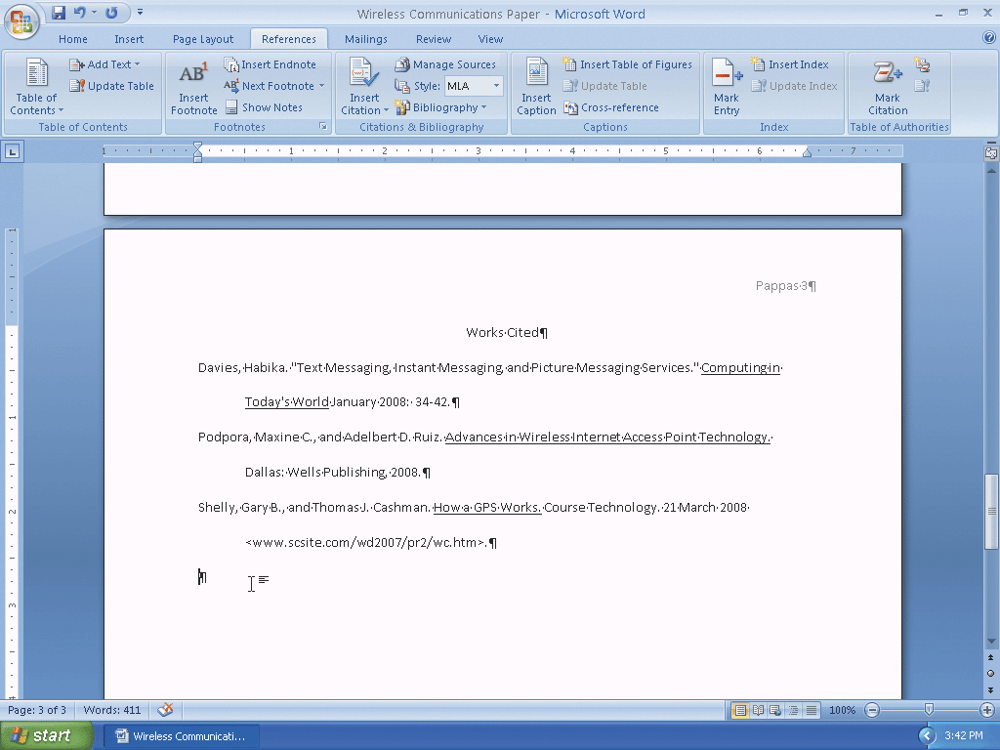 Wireless Communications Paper - Microsoft Word
Home Insert Page Layout References Mailings Review View
Table of Contents
Add Text
Update Table
Table of Contents
AB¹
Insert Footnote
Insert Endnote
AB¹ Next Footnote
Show Notes
Footnotes
Insert Citation
Manage Sources
Style: MLA
Bibliography
Citations & Bibliography
Insert Caption
Insert Table of Figures
Update Table
Cross-reference
Captions
Mark Entry
Insert Index
Update Index
Index
Mark Citation
Table of Authorities
1 1 2 3 4 5 6 7
Pappas·3¶
Works·Cited¶
Davies,·Habika.·"Text·Messaging,·Instant·Messaging,·and·Picture·Messaging·Services."·Computing·in·
Today's·World·January·2008:·34-42.¶
Podpora,·Maxine·C.,·and·Adelbert·D.·Ruiz.·Advances·in·Wireless·Internet·Access·Point·Technology.·
Dallas:·Wells·Publishing,·2008.¶
Shelly,·Gary·B.,·and·Thomas·J.·Cashman.·How·a·GPS·Works.·Course·Technology.·21·March·2008·
<www.scsite.com/wd2007/pr2/wc.htm>.¶
¶
1
1
2
3
Page: 3 of 3 Words: 411 100%
start Wireless Communicati... 3:42 PM